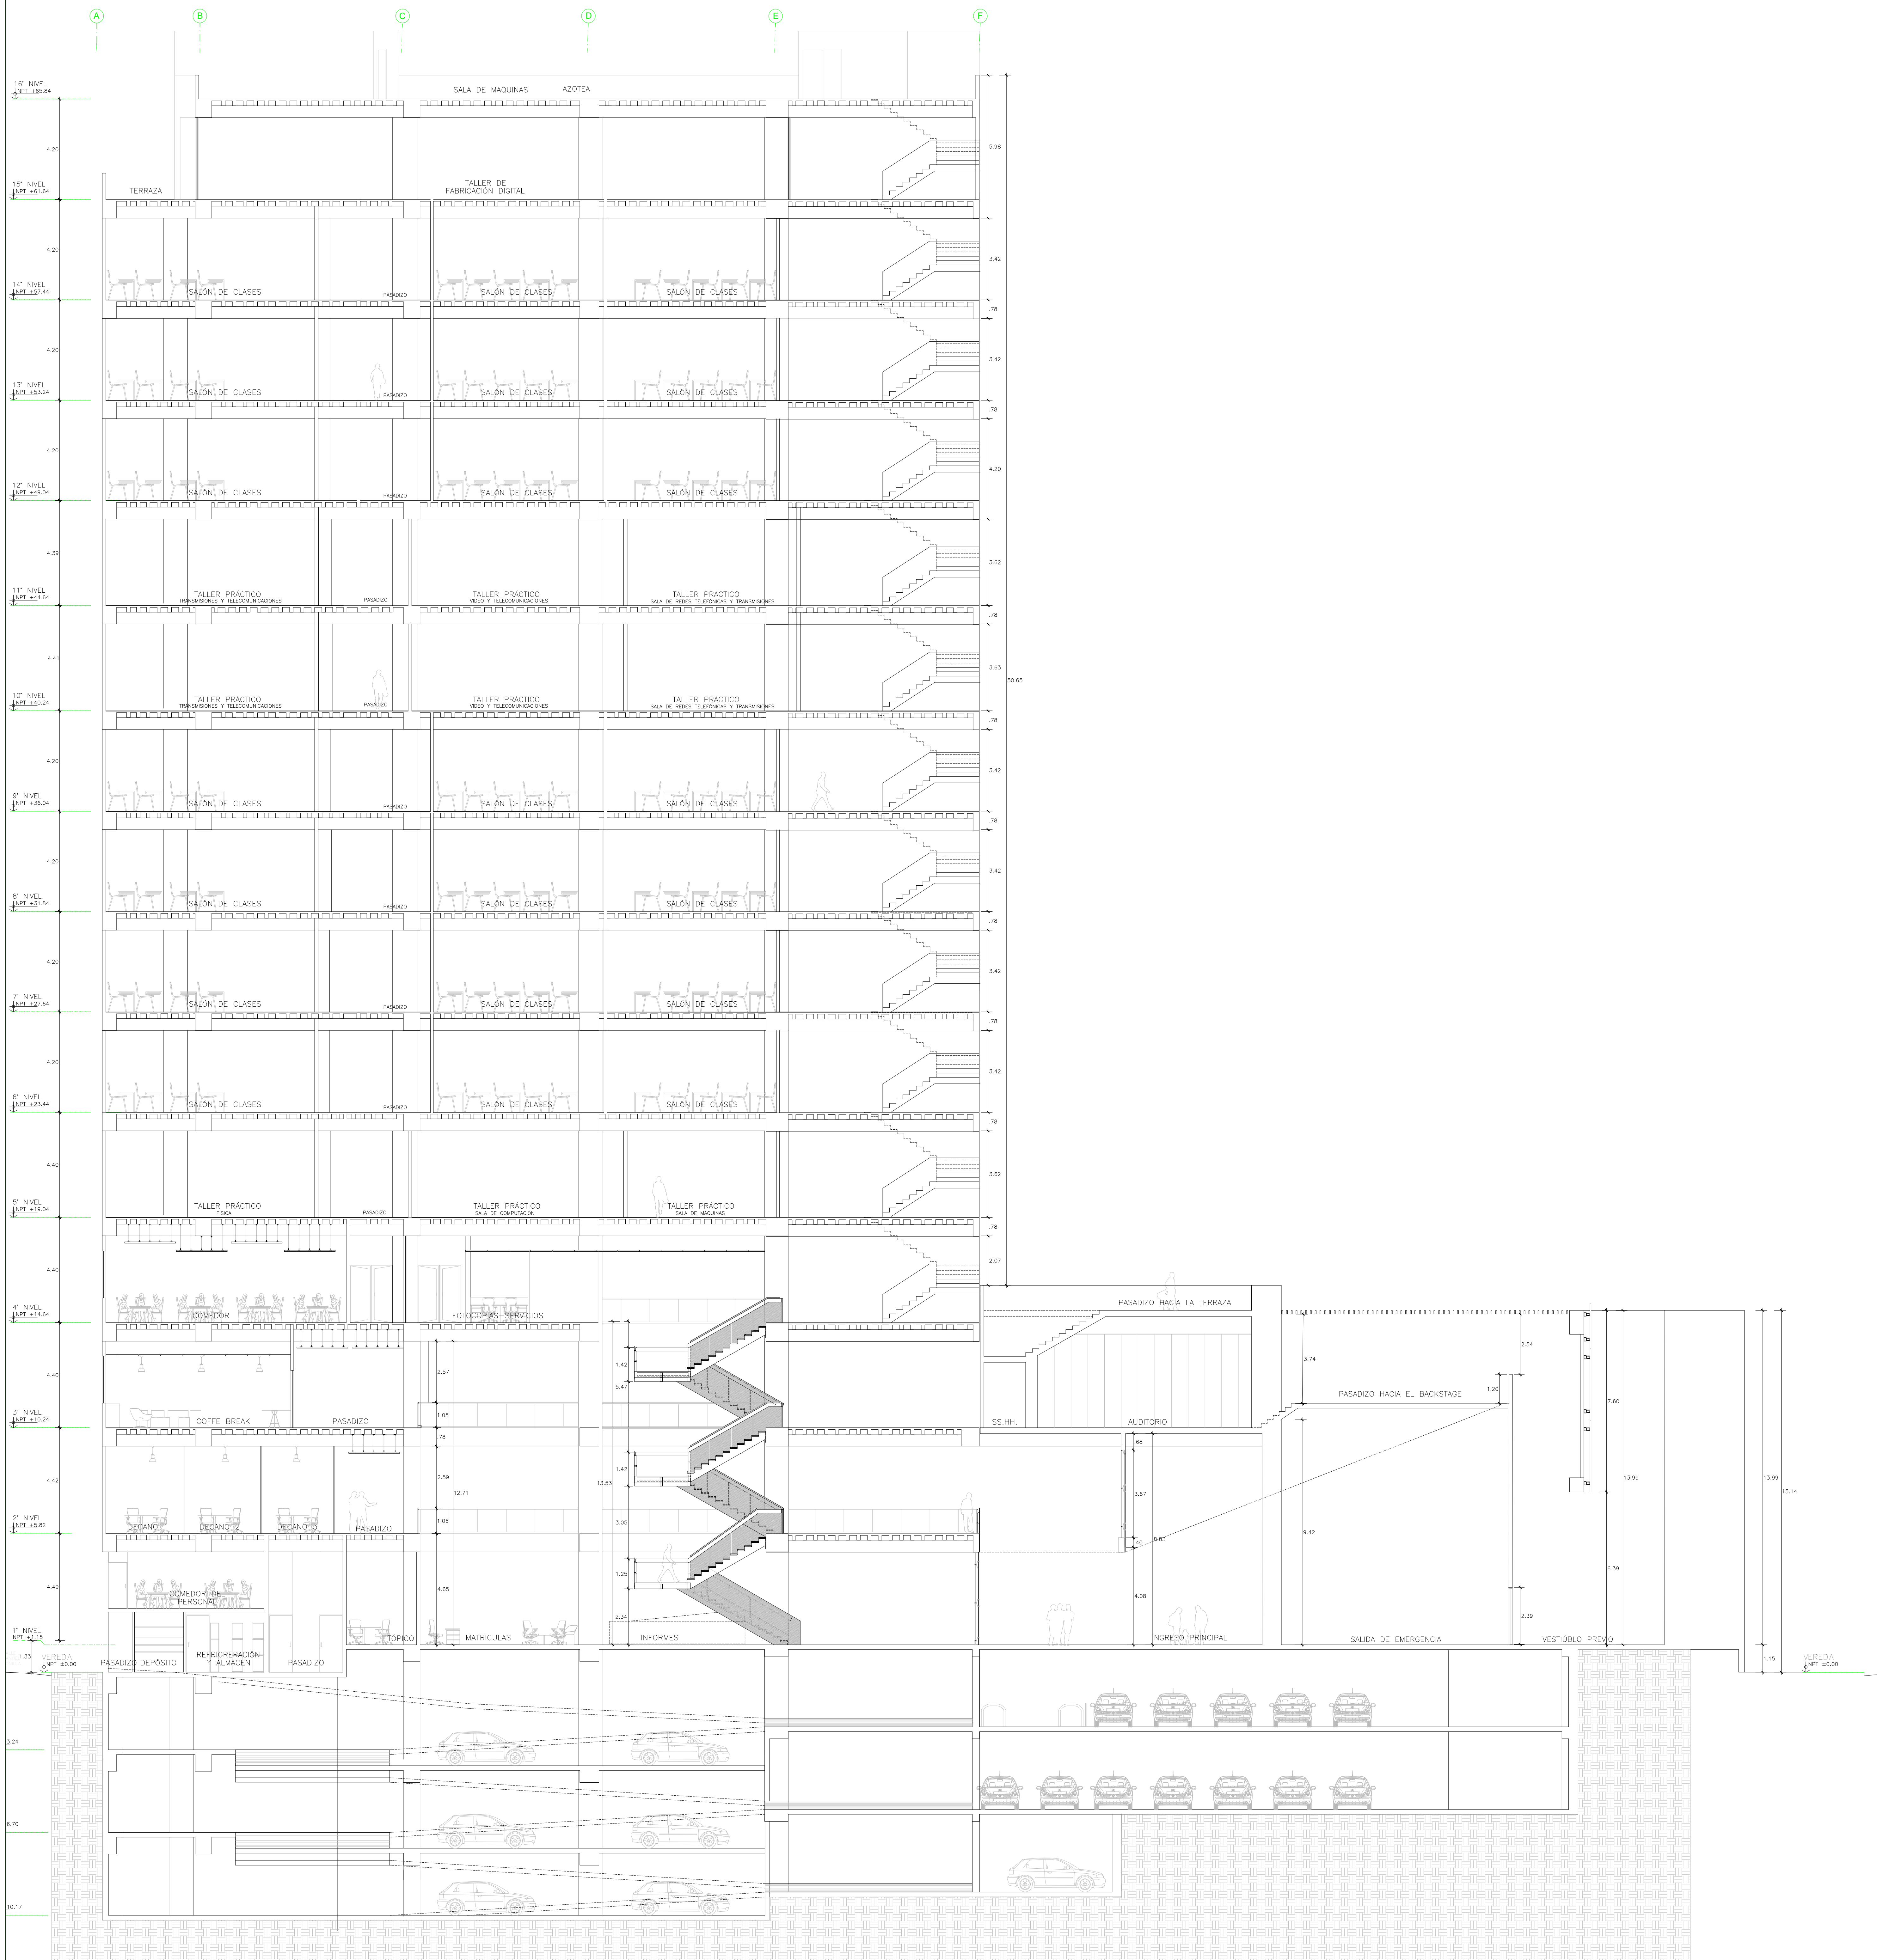 A B C D E F
16° NIVEL
NPT +65.84
SALA DE MAQUINAS AZOTEA
4.20
5.98
15° NIVEL
NPT +61.64
TERRAZA
TALLER DE
FABRICACIÓN DIGITAL
4.20
3.42
14° NIVEL
NPT +57.44
SALÓN DE CLASES PASADIZO SALÓN DE CLASES SALÓN DE CLASES
.78
4.20
3.42
13° NIVEL
NPT +53.24
SALÓN DE CLASES PASADIZO SALÓN DE CLASES SALÓN DE CLASES
.78
4.20
4.20
12° NIVEL
NPT +49.04
SALÓN DE CLASES PASADIZO SALÓN DE CLASES SALÓN DE CLASES
4.39
3.62
11° NIVEL
NPT +44.64
TALLER PRÁCTICO TALLER PRÁCTICO TALLER PRÁCTICO
TRANSMISIONES Y TELECOMUNICACIONES PASADIZO VIDEO Y TELECOMUNICACIONES SALA DE REDES TELEFÓNICAS Y TRANSMISIONES
.78
4.41
3.63
50.65
10° NIVEL
NPT +40.24
TALLER PRÁCTICO TALLER PRÁCTICO TALLER PRÁCTICO
TRANSMISIONES Y TELECOMUNICACIONES PASADIZO VIDEO Y TELECOMUNICACIONES SALA DE REDES TELEFÓNICAS Y TRANSMISIONES
.78
4.20
3.42
9° NIVEL
NPT +36.04
SALÓN DE CLASES PASADIZO SALÓN DE CLASES SALÓN DE CLASES
.78
4.20
3.42
8° NIVEL
NPT +31.84
SALÓN DE CLASES PASADIZO SALÓN DE CLASES SALÓN DE CLASES
.78
4.20
3.42
7° NIVEL
NPT +27.64
SALÓN DE CLASES PASADIZO SALÓN DE CLASES SALÓN DE CLASES
.78
4.20
3.42
6° NIVEL
NPT +23.44
SALÓN DE CLASES PASADIZO SALÓN DE CLASES SALÓN DE CLASES
.78
4.40
3.62
5° NIVEL
NPT +19.04
TALLER PRÁCTICO TALLER PRÁCTICO TALLER PRÁCTICO
FÍSICA PASADIZO SALA DE COMPUTACIÓN SALA DE MÁQUINAS
.78
4.40
2.07
4° NIVEL
NPT +14.64
COMEDOR FOTOCOPIAS-SERVICIOS
PASADIZO HACIA LA TERRAZA
4.40
2.57
1.42
5.47
3.74
2.54
1.20
PASADIZO HACIA EL BACKSTAGE
7.60
3° NIVEL
NPT +10.24
COFFE BREAK PASADIZO
1.05
SS.HH. AUDITORIO
.78
.68
4.42
2.59
12.71
1.42
13.53
3.67
13.99
13.99
15.14
2° NIVEL
NPT +5.82
DECANO 1 DECANO 2 DECANO 3 PASADIZO
1.06
3.05
.40
8.83
9.42
6.39
4.49
4.65
COMEDOR DEL
PERSONAL
1.25
2.34
4.08
2.39
1° NIVEL
NPT +1.15
TÓPICO MATRICULAS INFORMES INGRESO PRINCIPAL SALIDA DE EMERGENCIA VESTIÚBLO PREVIO
1.33
VEREDA
NPT ±0.00
PASADIZO DEPÓSITO
REFRIGRERACIÓN
Y ALMACEN
PASADIZO
1.15
VEREDA
NPT ±0.00
3.24
6.70
10.17